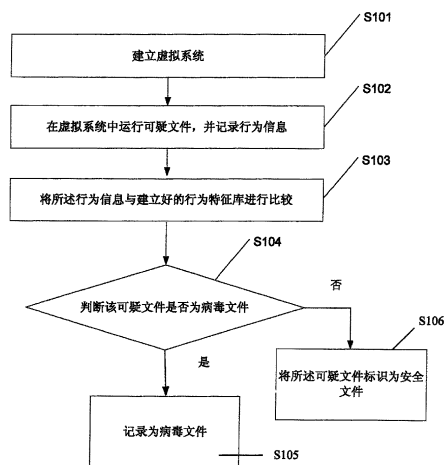 S101
建立虚拟系统
S102
在虚拟系统中运行可疑文件，并记录行为信息
S103
将所述行为信息与建立好的行为特征库进行比较
S104
判断该可疑文件是否为病毒文件
否
S106
将所述可疑文件标识为安全
文件
是
记录为病毒文件
S105